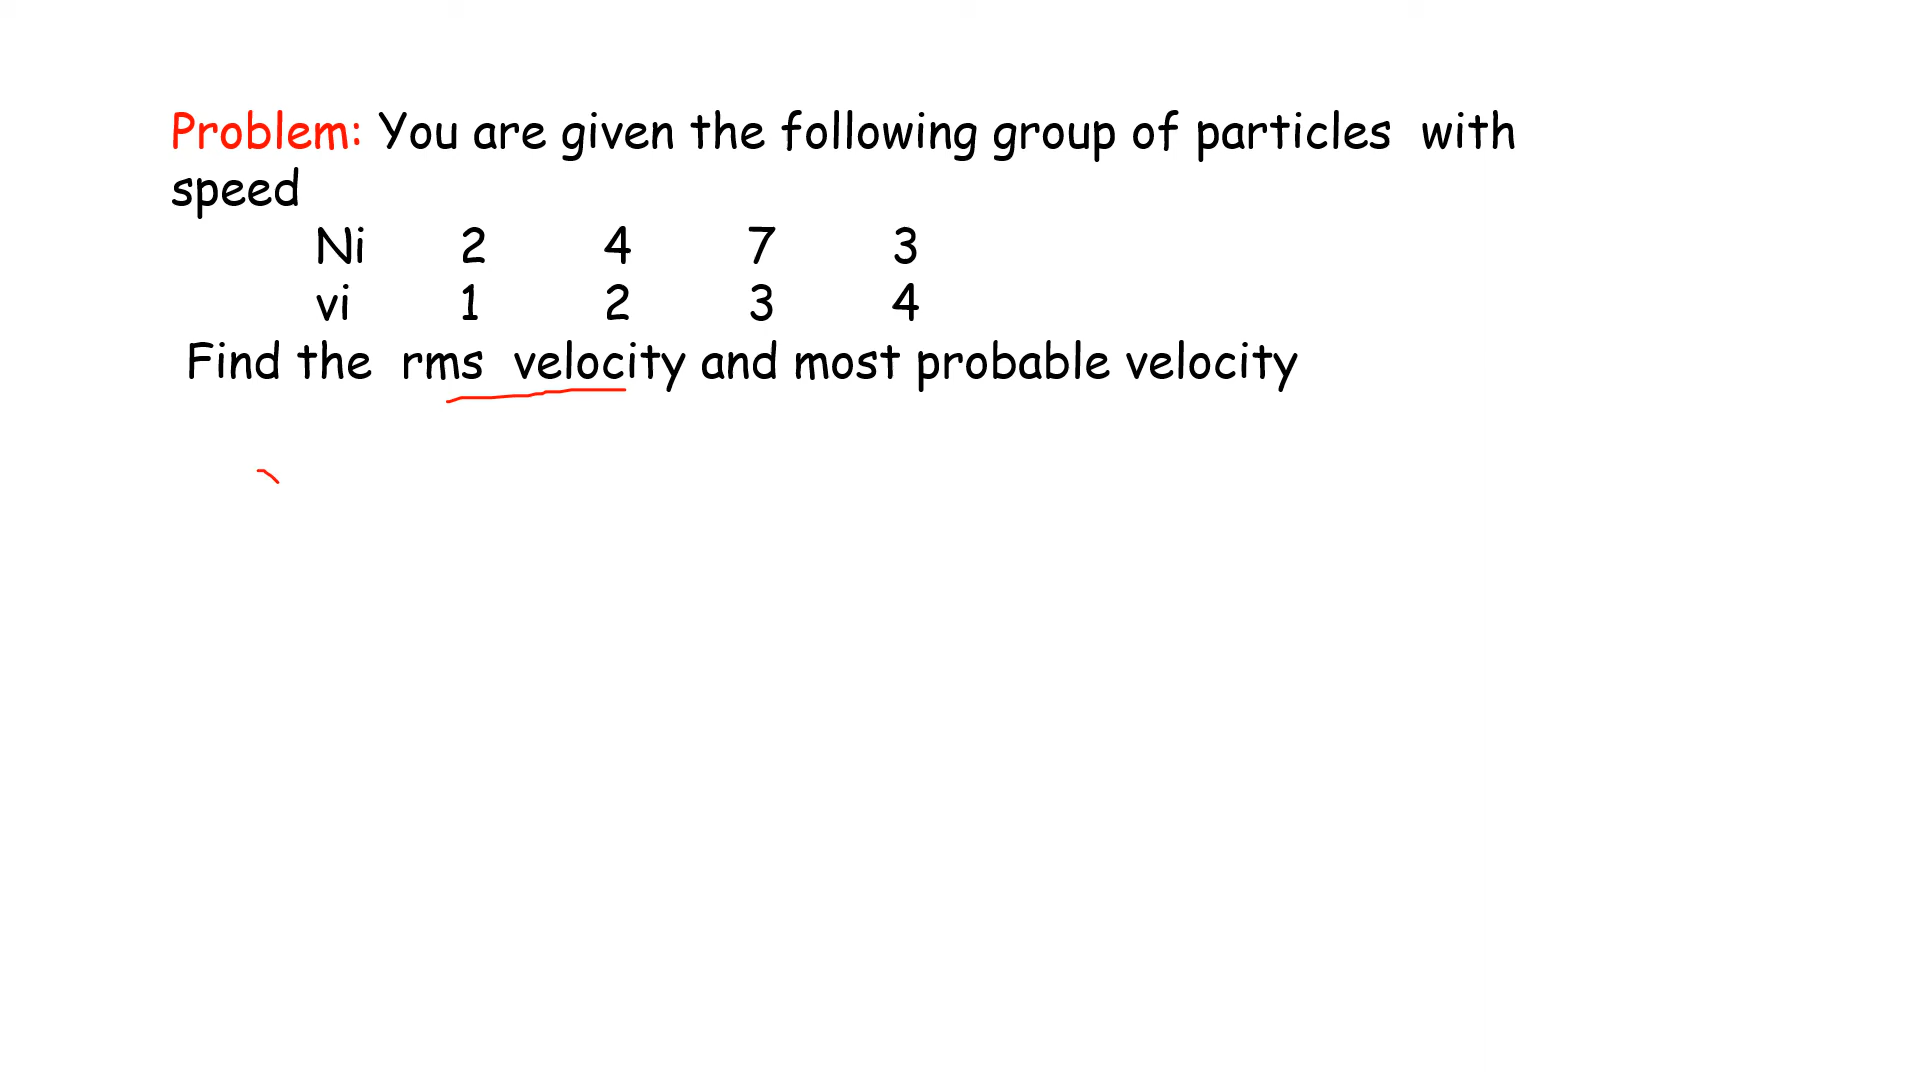 Problem: You are given the following group of particles with
speed
Ni 2 4 7 3
vi 1 2 3 4
Find the rms velocity and most probable velocity